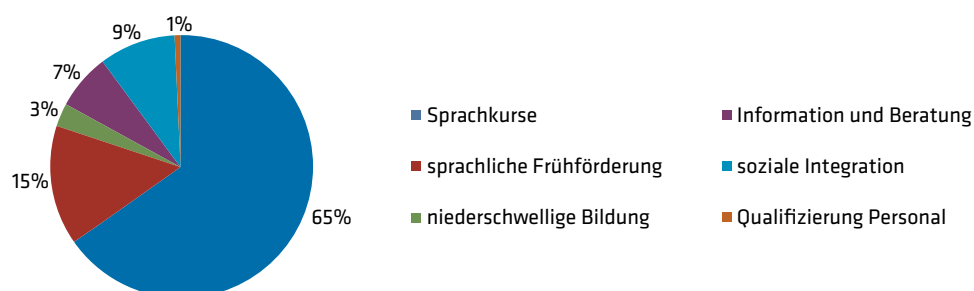 1%
9%
7%
3%
15%
65%
Sprachkurse
Information und Beratung
sprachliche Frühförderung
soziale Integration
niederschwellige Bildung
Qualifizierung Personal